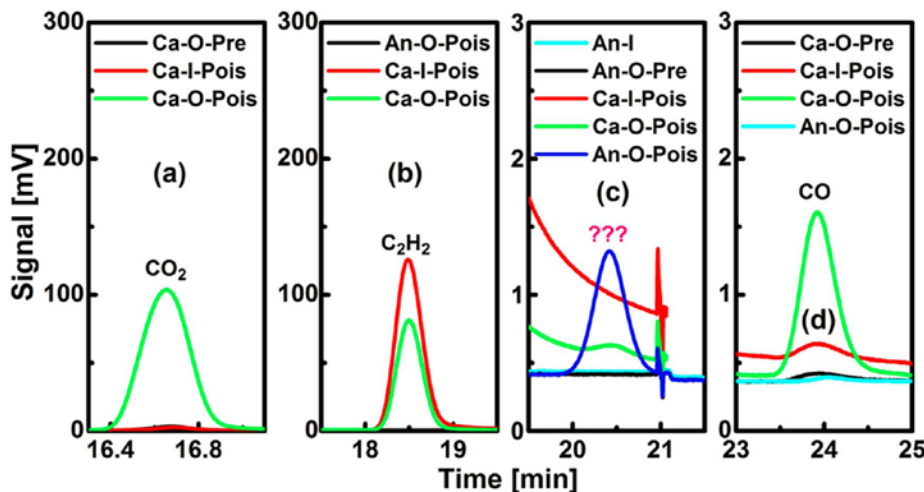 Signal [mV]
300
200
100
0
Ca-O-Pre
Ca-I-Pois
Ca-O-Pois
(a)
CO2
16.4 16.8
300
200
100
0
An-O-Pois
Ca-I-Pois
Ca-O-Pois
(b)
C2H2
18 19
3
2
1
0
An-I
An-O-Pre
Ca-I-Pois
Ca-O-Pois
An-O-Pois
(c)
???
20 21
3
2
1
0
Ca-O-Pre
Ca-I-Pois
Ca-O-Pois
An-O-Pois
CO
(d)
23 24 25
Time [min]